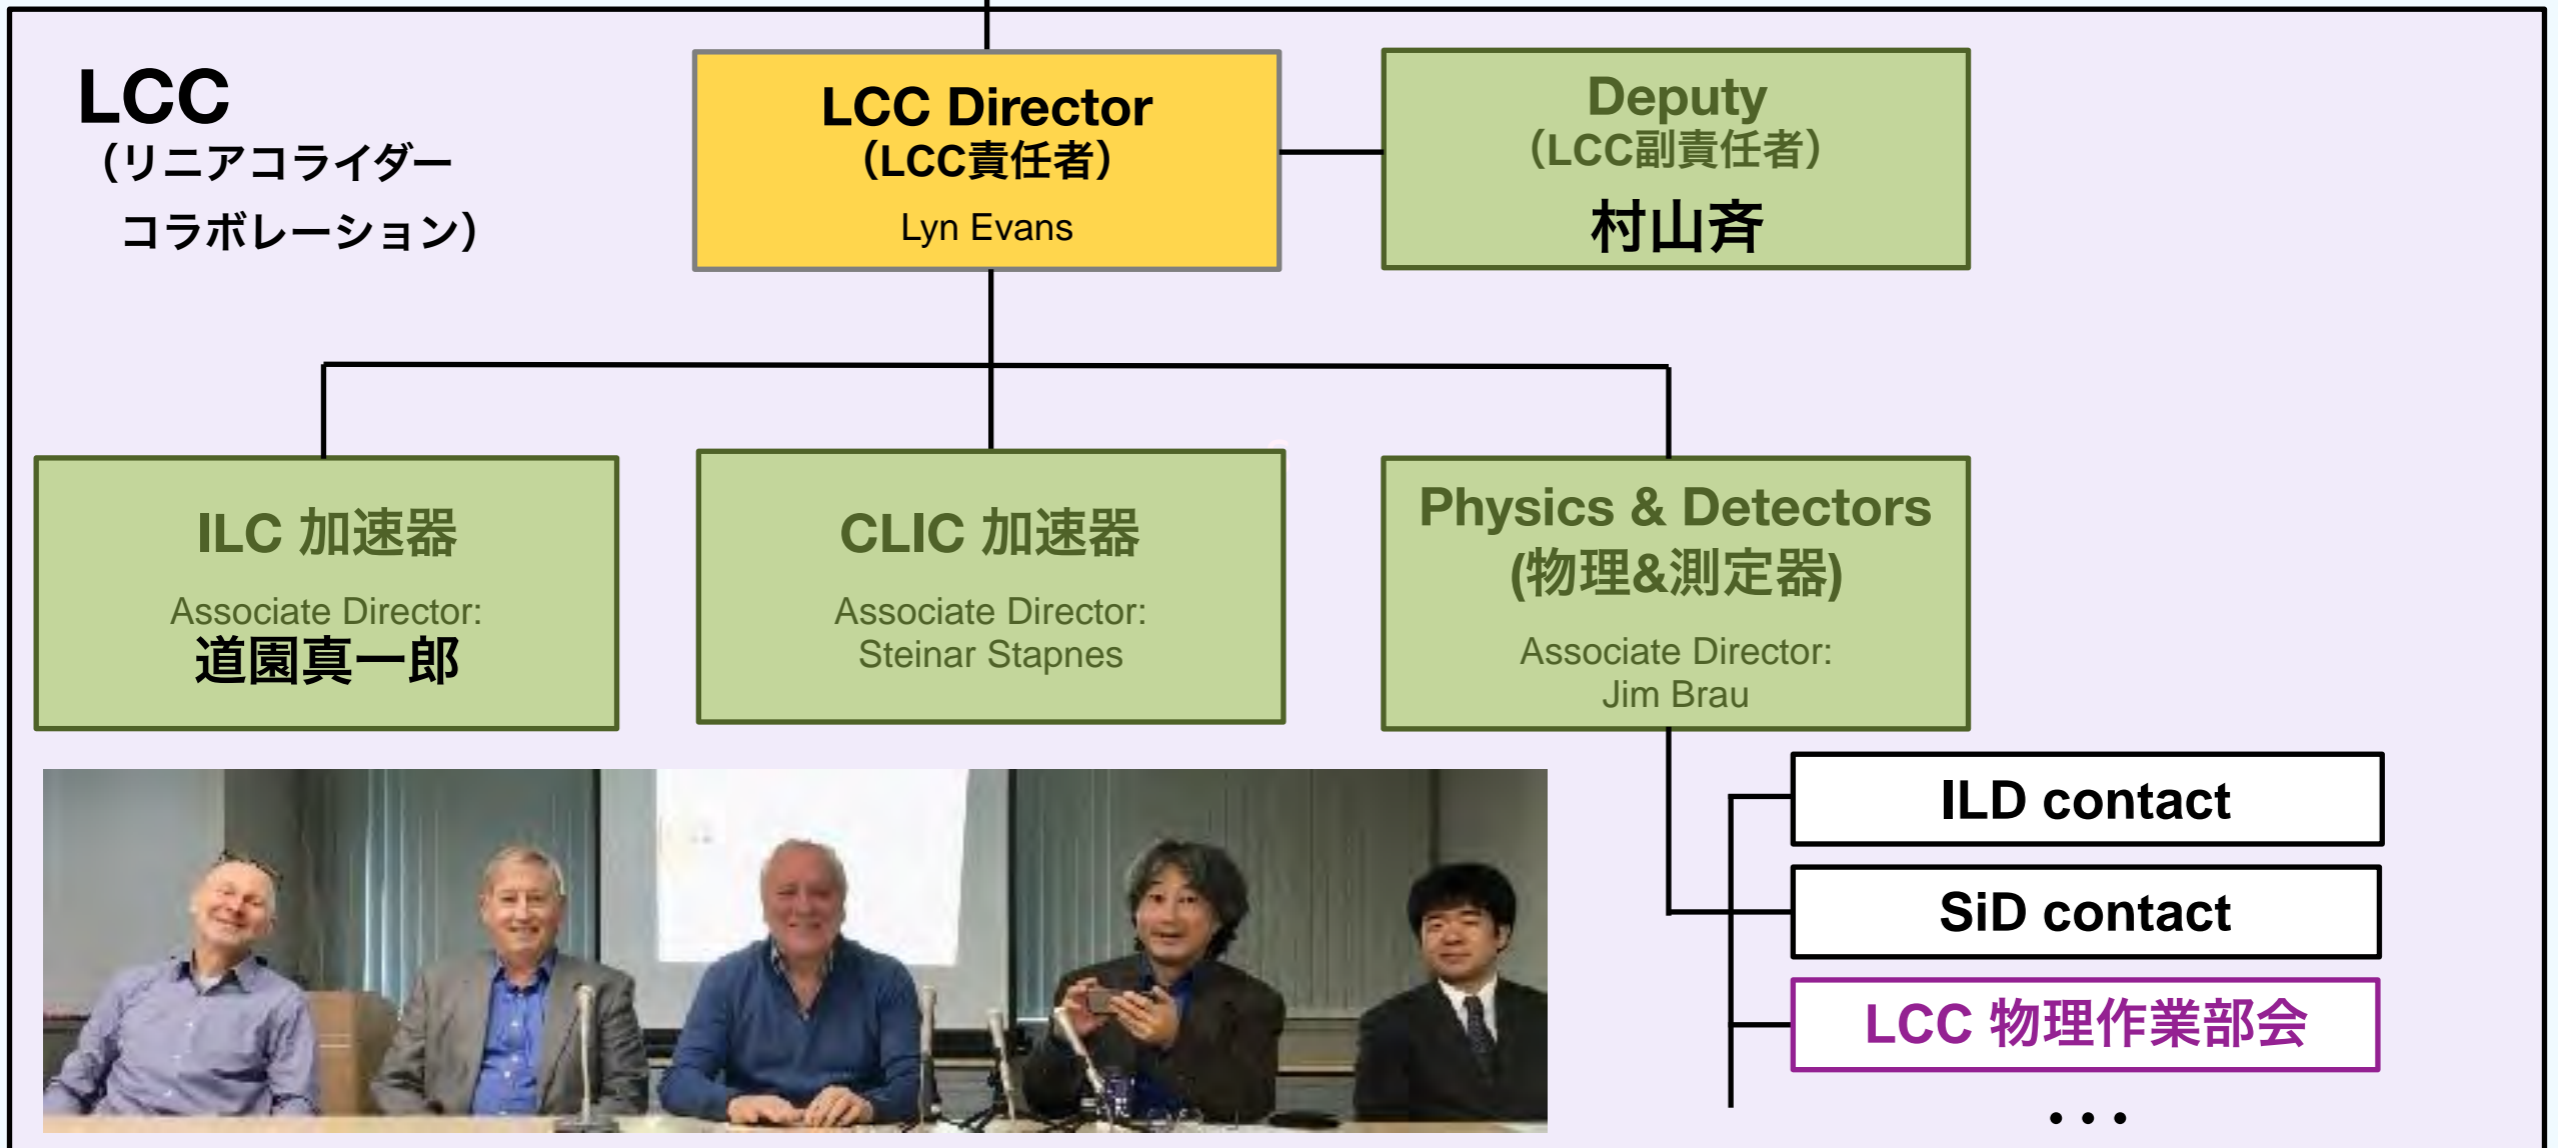 LCC
（リニアコライダー
コラボレーション）
LCC Director
（LCC責任者）
Lyn Evans
Deputy
（LCC副責任者）
村山斉
ILC 加速器
Associate Director:
道園真一郎
CLIC 加速器
Associate Director:
Steinar Stapnes
Physics & Detectors
(物理&測定器)
Associate Director:
Jim Brau
ILD contact
SiD contact
LCC 物理作業部会
・・・